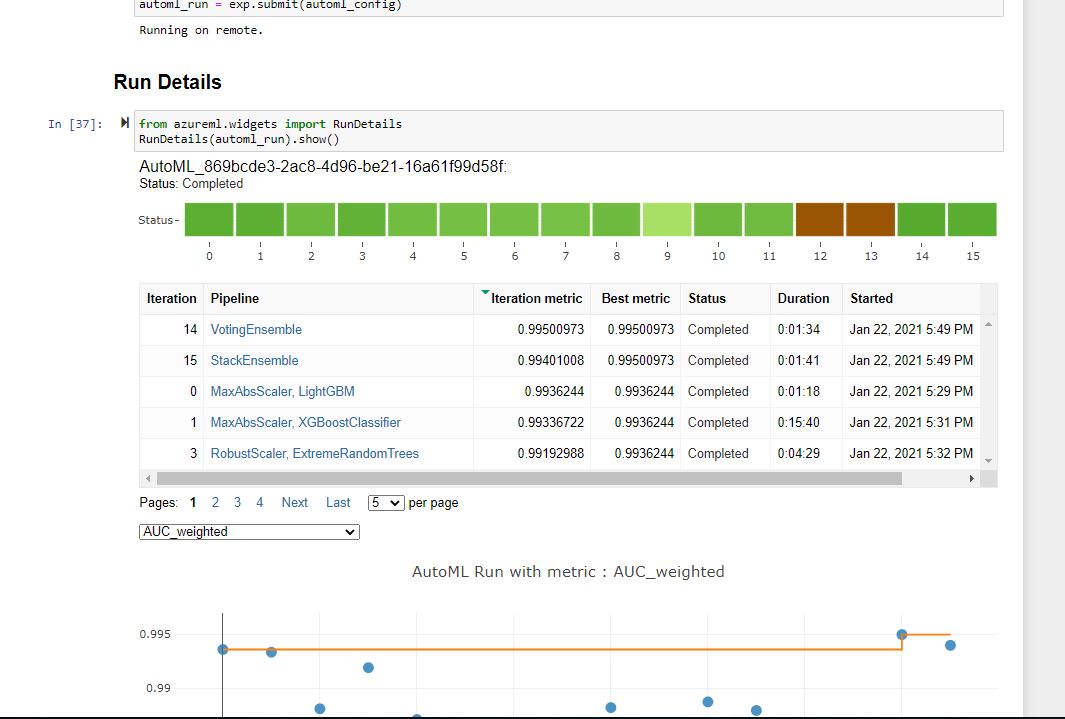 automl_run = exp.submit(automl_config)
Running on remote.
Run Details
In [37]:
from azureml.widgets import RunDetails
RunDetails(automl_run).show()
AutoML_869bcde3-2ac8-4d96-be21-16a61f99d58f:
Status: Completed
Status
0 1 2 3 4 5 6 7 8 9 10 11 12 13 14 15
Iteration Pipeline Iteration metric Best metric Status Duration Started
14 VotingEnsemble 0.99500973 0.99500973 Completed 0:01:34 Jan 22, 2021 5:49 PM
15 StackEnsemble 0.99401008 0.99500973 Completed 0:01:41 Jan 22, 2021 5:49 PM
0 MaxAbsScaler, LightGBM 0.9936244 0.9936244 Completed 0:01:18 Jan 22, 2021 5:29 PM
1 MaxAbsScaler, XGBoostClassifier 0.99336722 0.9936244 Completed 0:15:40 Jan 22, 2021 5:31 PM
3 RobustScaler, ExtremeRandomTrees 0.99192988 0.9936244 Completed 0:04:29 Jan 22, 2021 5:32 PM
Pages: 1 2 3 4 Next Last 5 per page
AUC_weighted
AutoML Run with metric : AUC_weighted
0.995
0.99